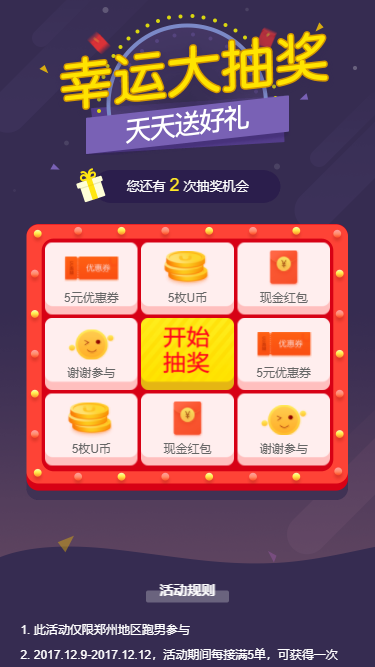 幸运大抽奖
天天送好礼
您还有 2 次抽奖机会
优惠券
5元优惠券
5枚U币
¥
现金红包
谢谢参与
开始
抽奖
优惠券
5元优惠券
5枚U币
¥
现金红包
谢谢参与
活动规则
1. 此活动仅限郑州地区跑男参与
2. 2017.12.9-2017.12.12，活动期间每接满5单，可获得一次